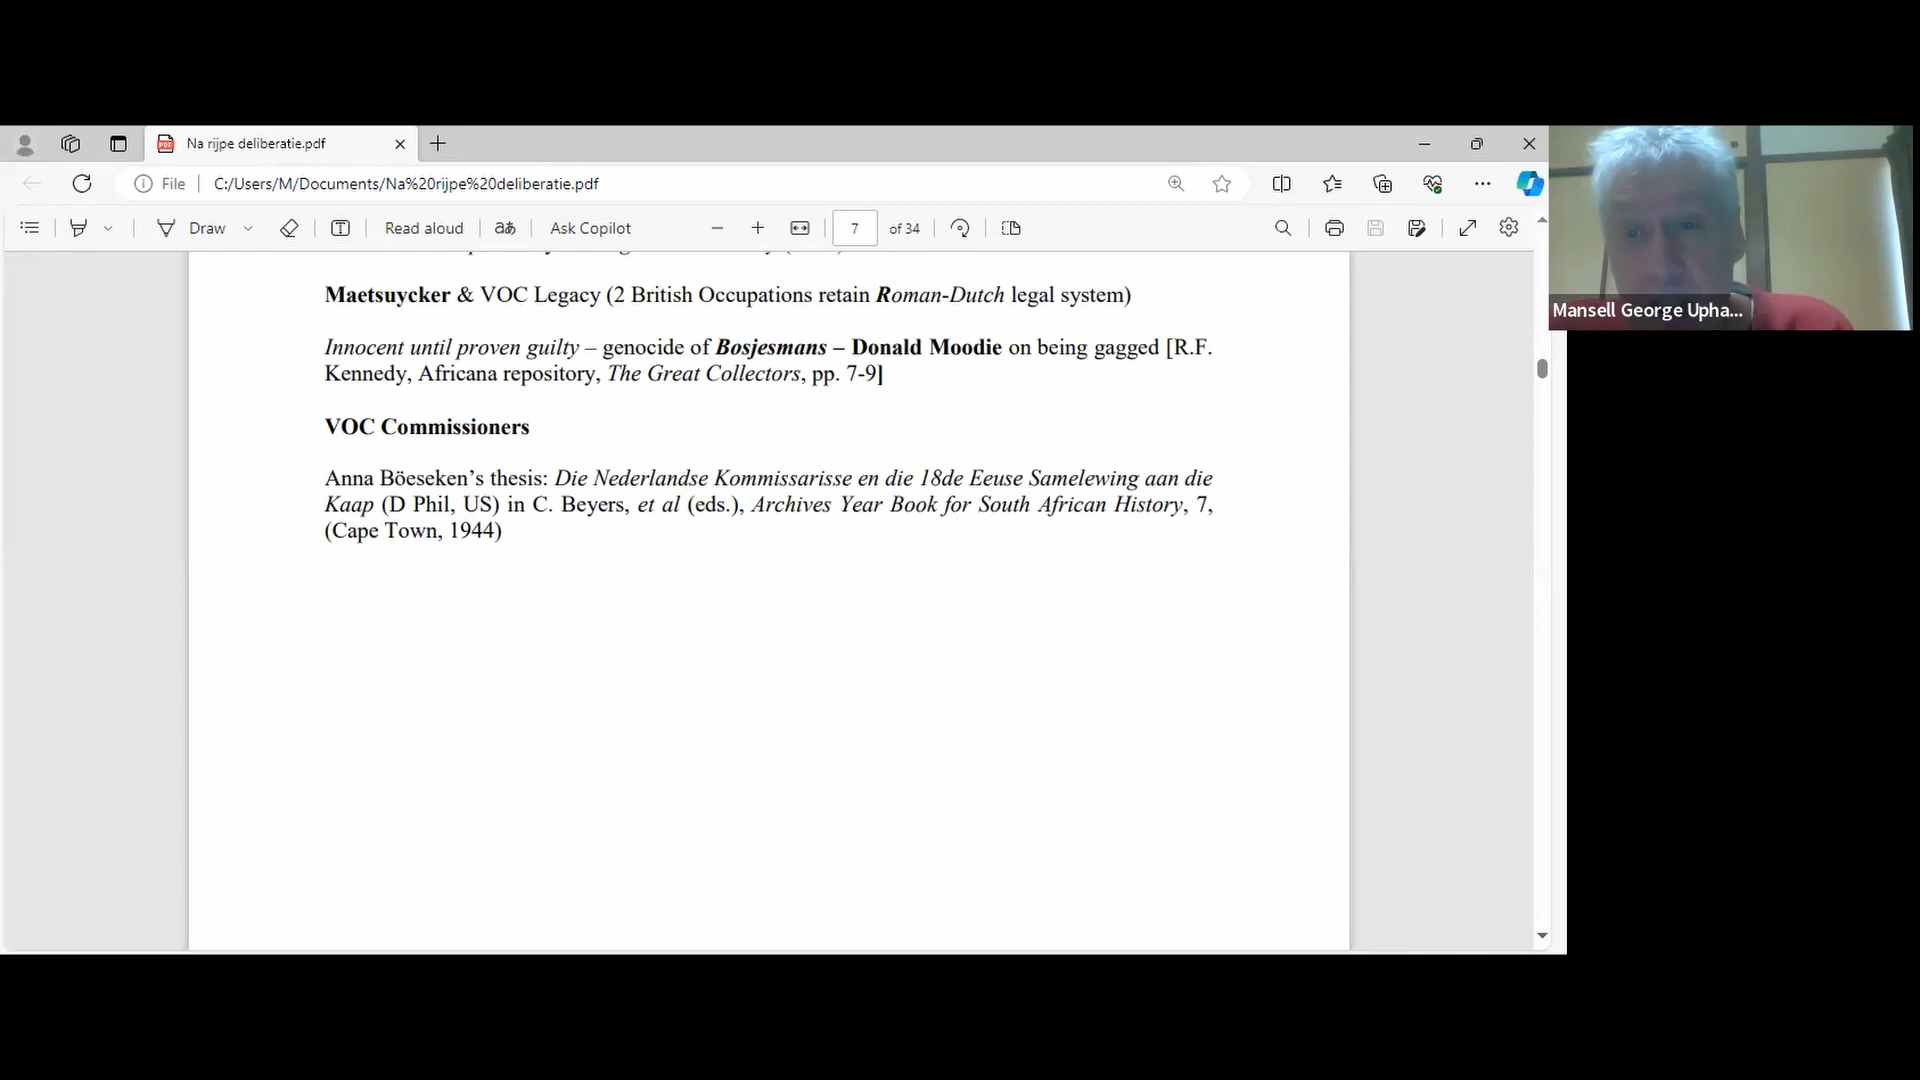 Na rijpe deliberatie.pdf
File
C:/Users/M/Documents/Na%20rijpe%20deliberatie.pdf
Draw
Read aloud
aあ
Ask Copilot
7
of 34
Maetsuycker & VOC Legacy (2 British Occupations retain Roman-Dutch legal system)
Innocent until proven guilty – genocide of Bosjesmans – Donald Moodie on being gagged [R.F.
Kennedy, Africana repository, The Great Collectors, pp. 7-9]
VOC Commissioners
Anna Böeseken’s thesis: Die Nederlandse Kommissarisse en die 18de Eeuse Samelewing aan die
Kaap (D Phil, US) in C. Beyers, et al (eds.), Archives Year Book for South African History, 7,
(Cape Town, 1944)
Mansell George Upha...